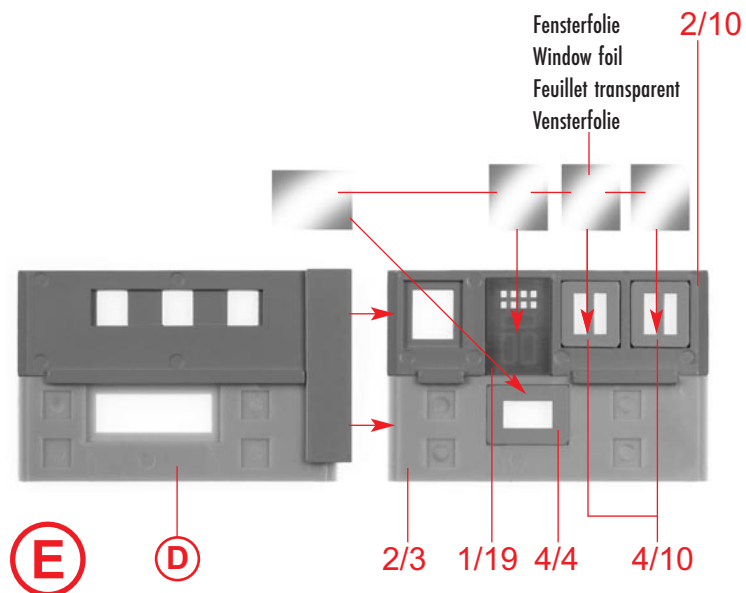 Fensterfolie
Window foil
Feuillet transparent
Vensterfolie
2/10
E
D
2/3
1/19
4/4
4/10